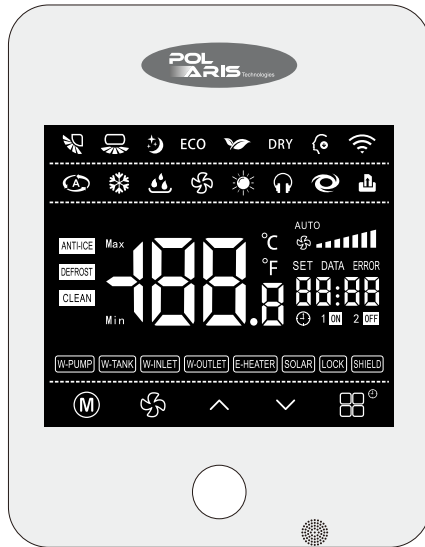 POL
ARIS Technologies
ECO DRY
A
AUTO
ANTI-ICE Max °C
DEFROST °F SET DATA ERROR
CLEAN 188.8 88:88
Min 1 ON 2 OFF
W-PUMP W-TANK W-INLET W-OUTLET E-HEATER SOLAR LOCK SHIELD
M